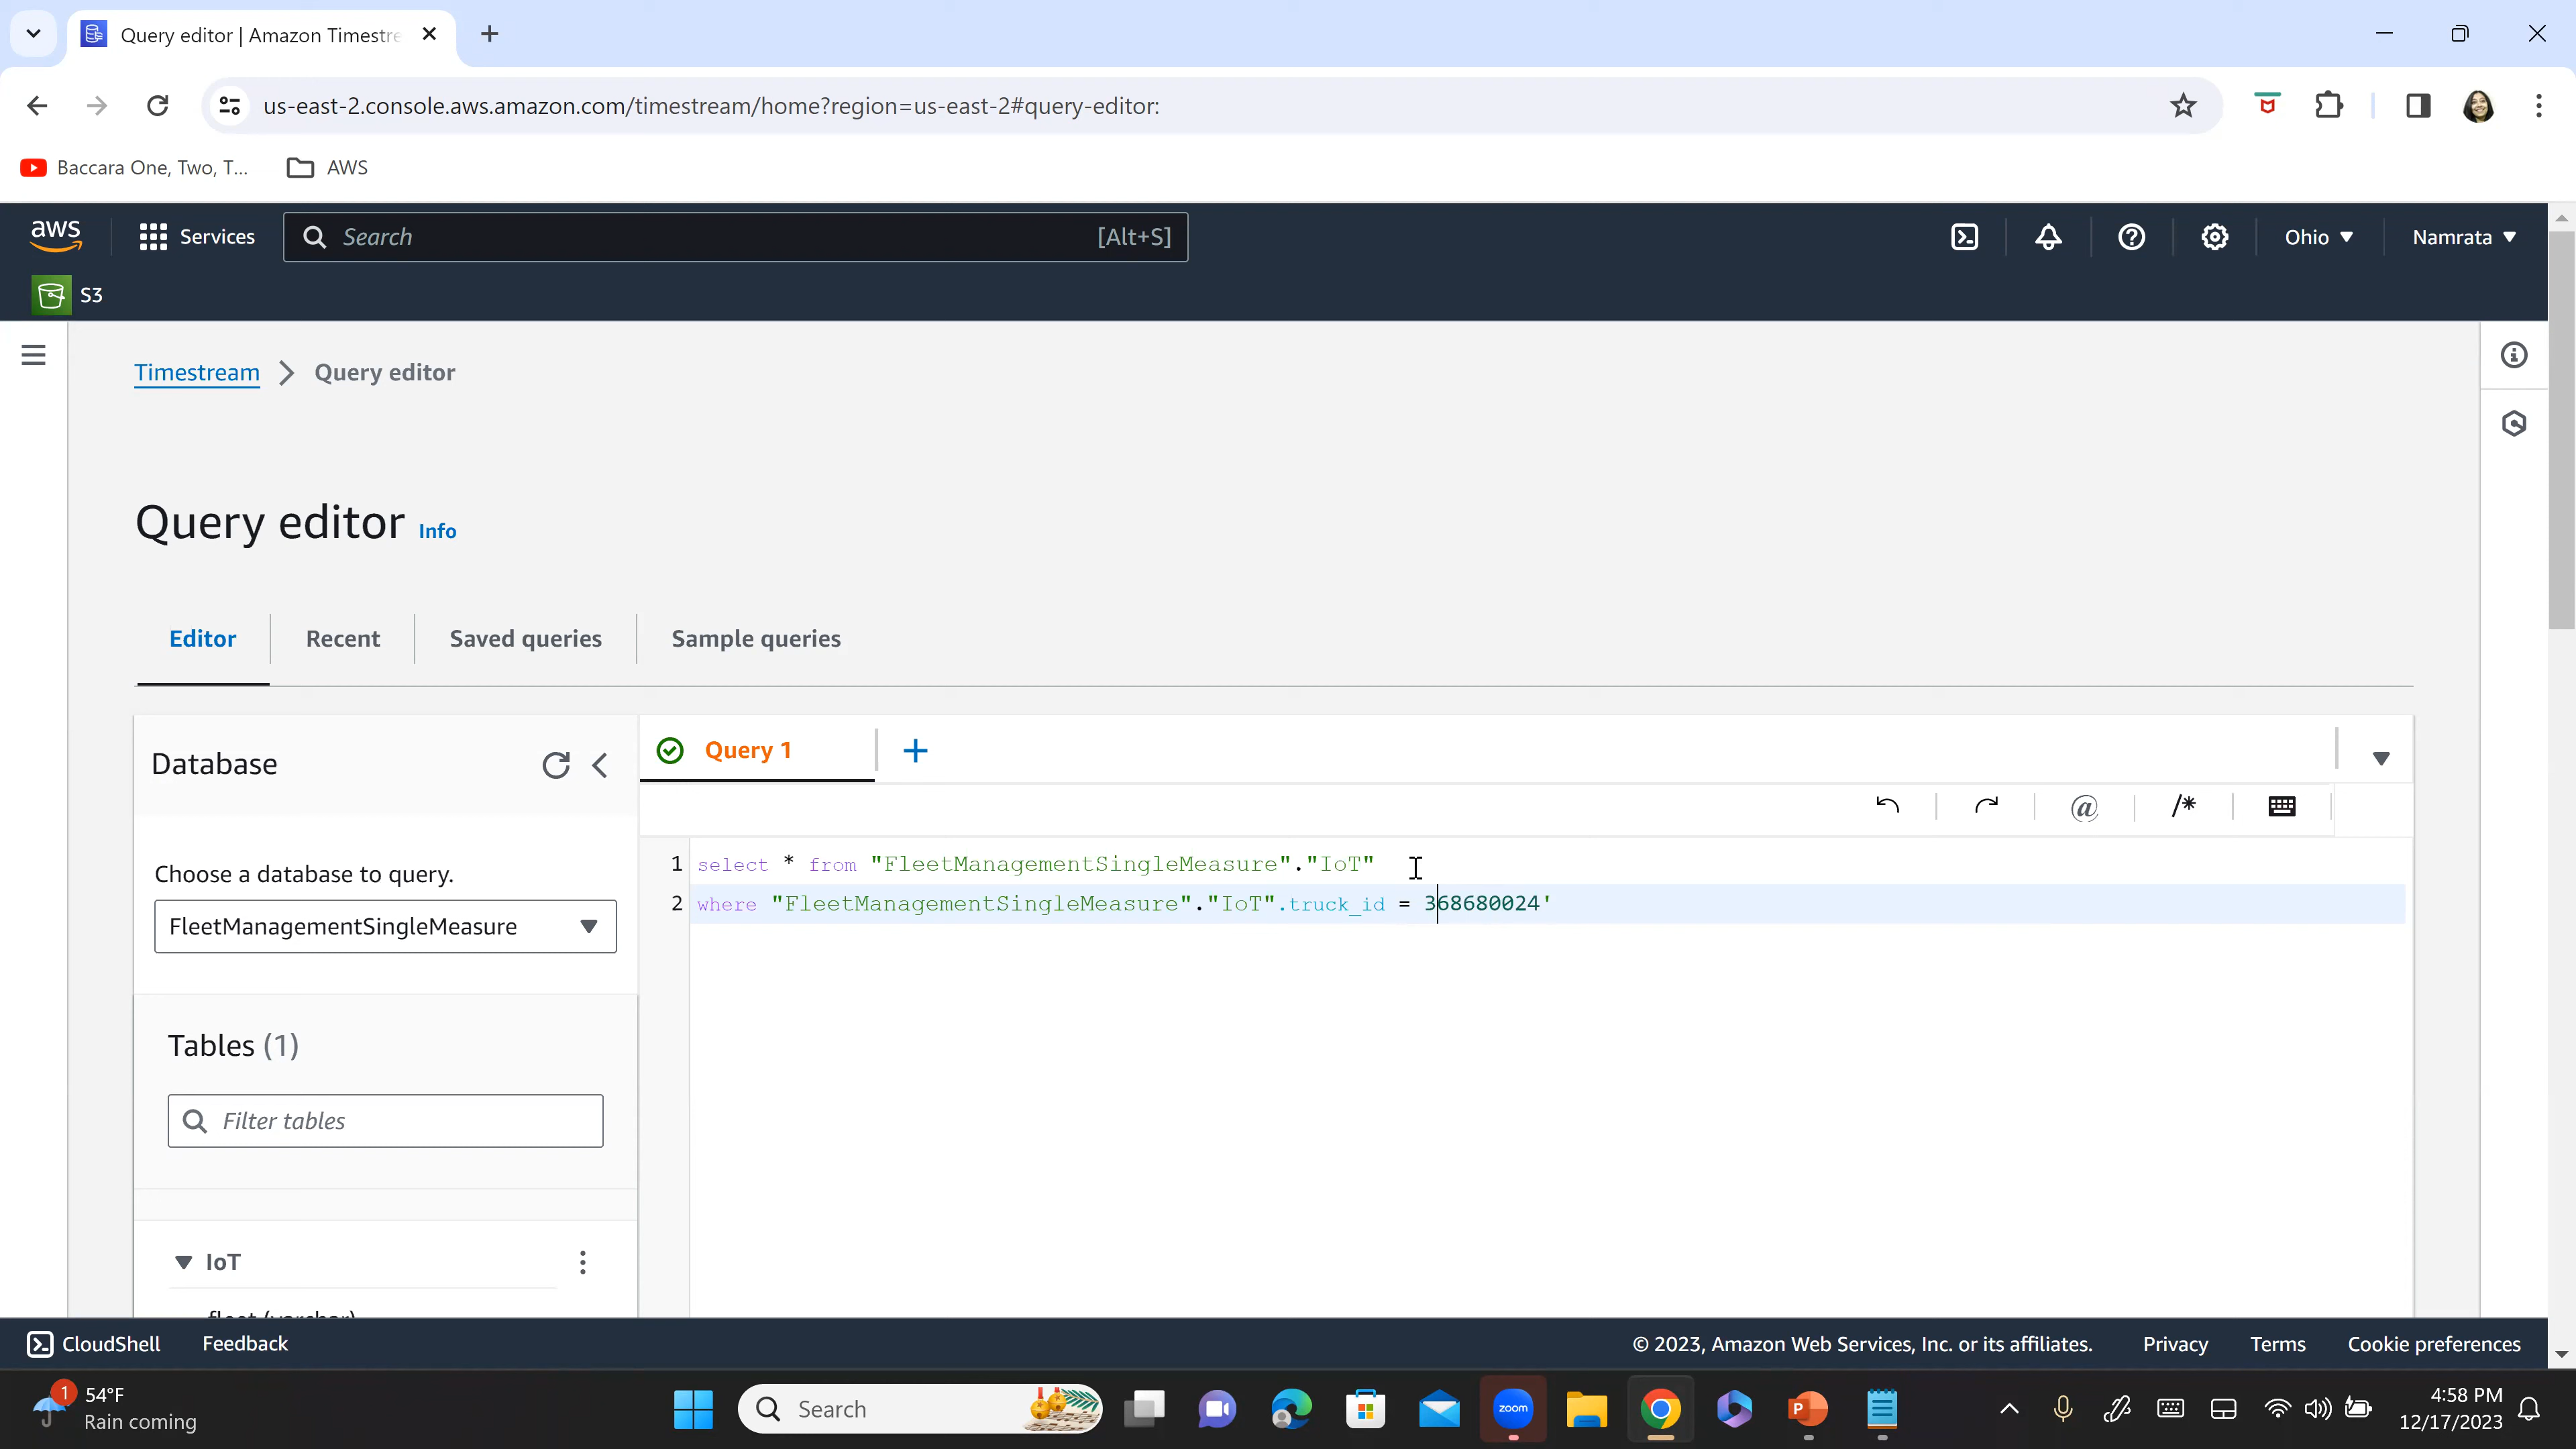 Query editor | Amazon Timestre
us-east-2.console.aws.amazon.com/timestream/home?region=us-east-2#query-editor:
Baccara One, Two, T...
AWS
aws
Services
Search
[Alt+S]
Ohio
Namrata
S3
Timestream
Query editor
Query editor
Info
Editor
Recent
Saved queries
Sample queries
Database
Query 1
@
/*
Choose a database to query.
FleetManagementSingleMeasure
1 select * from "FleetManagementSingleMeasure"."IoT"
2 where "FleetManagementSingleMeasure"."IoT".truck_id = 368680024'
Tables (1)
Filter tables
IoT
fleet (varchar)
CloudShell
Feedback
© 2023, Amazon Web Services, Inc. or its affiliates.
Privacy
Terms
Cookie preferences
1
54°F
Rain coming
Search
zoom
P
4:58 PM
12/17/2023